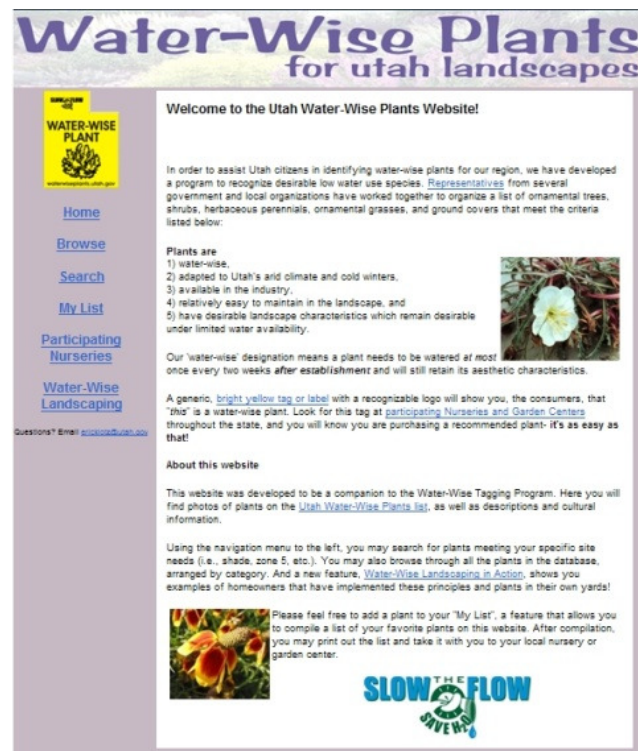 Water-Wise Plants
for utah landscapes
WATER-WISE
PLANT
waterwiseplants.utah.gov
Home
Browse
Search
My List
Participating
Nurseries
Water-Wise
Landscaping
Questions? Email
Welcome to the Utah Water-Wise Plants Website!
In order to assist Utah citizens in identifying water-wise plants for our region, we have developed
a program to recognize desirable low water use species. Representatives from several
government and local organizations have worked together to organize a list of ornamental trees,
shrubs, herbaceous perennials, ornamental grasses, and ground covers that meet the criteria
listed below:
Plants are
1) water-wise,
2) adapted to Utah's arid climate and cold winters,
3) available in the industry,
4) relatively easy to maintain in the landscape, and
5) have desirable landscape characteristics which remain desirable
under limited water availability.
Our 'water-wise' designation means a plant needs to be watered at most
once every two weeks after establishment and will still retain its aesthetic characteristics.
A generic, bright yellow tag or label with a recognizable logo will show you, the consumers, that
"this" is a water-wise plant. Look for this tag at participating Nurseries and Garden Centers
throughout the state, and you will know you are purchasing a recommended plant- it's as easy as
that!
About this website
This website was developed to be a companion to the Water-Wise Tagging Program. Here you will
find photos of plants on the Utah Water-Wise Plants list, as well as descriptions and cultural
information.
Using the navigation menu to the left, you may search for plants meeting your specific site
needs (i.e., shade, zone 5, etc.). You may also browse through all the plants in the database,
arranged by category. And a new feature, Water-Wise Landscaping in Action, shows you
examples of homeowners that have implemented these principles and plants in their own yards!
Please feel free to add a plant to your "My List", a feature that allows you
to compile a list of your favorite plants on this website. After compilation,
you may print out the list and take it with you to your local nursery or
garden center.
SLOW THE FLOW
SAVE H2O